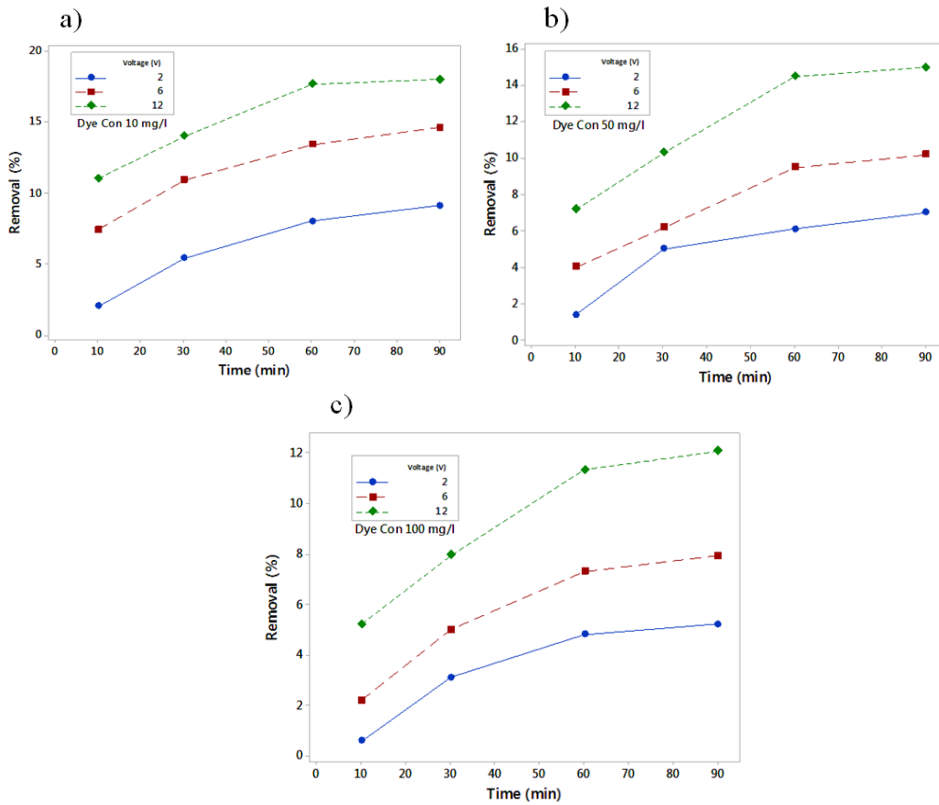 a)
Voltage (V)
2
6
12
Dye Con 10 mg/l
20
15
10
5
0
Removal (%)
0 10 20 30 40 50 60 70 80 90
Time (min)
b)
Voltage (V)
2
6
12
Dye Con 50 mg/l
16
14
12
10
8
6
4
2
0
Removal (%)
0 10 20 30 40 50 60 70 80 90
Time (min)
c)
Voltage (V)
2
6
12
Dye Con 100 mg/l
12
10
8
6
4
2
0
Removal (%)
0 10 20 30 40 50 60 70 80 90
Time (min)